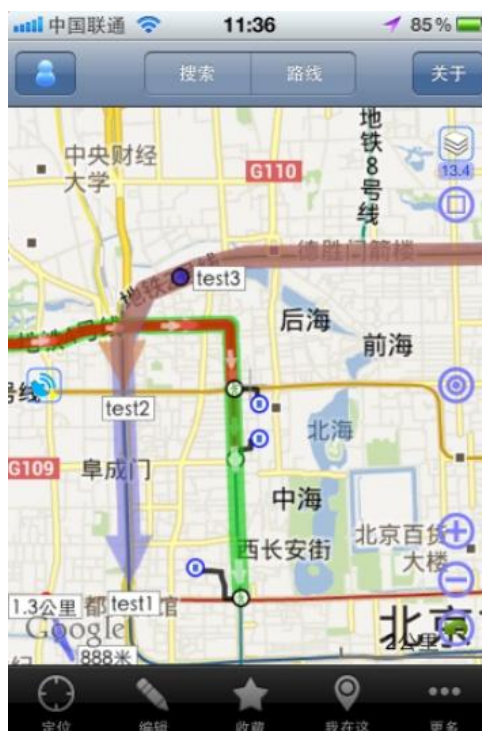 中国联通
11:36
85%
搜索
路线
关于
地铁8号线
中央财经
大学
G110
13.4
德胜门箭楼
test3
后海
前海
号线
test2
北海
G109
阜成门
中海
北京百货
大楼
西长安街
1.3公里
test1
馆
北京
Google
2公里
888米
定位
编辑
收藏
我在这
更多